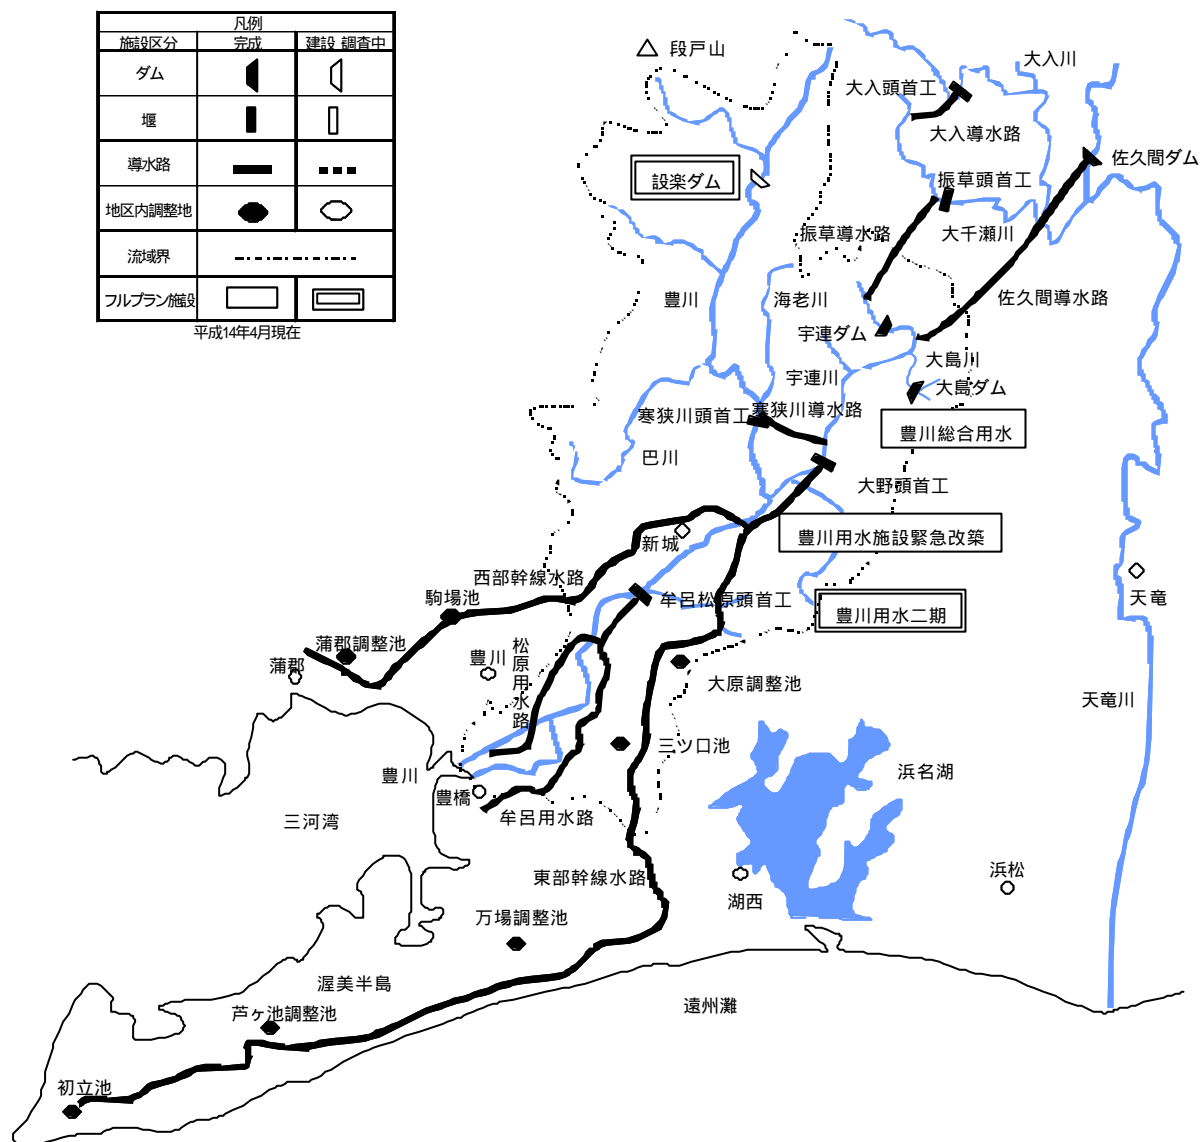 凡例
施設区分 完成 建設 調査中
ダム
堰
導水路
地区内調整地
流域界
フルプラン施設
平成14年4月現在
段戸山
大入川
大入頭首工
大入導水路
佐久間ダム
設楽ダム
振草頭首工
振草導水路
大千瀬川
豊川
海老川
佐久間導水路
宇連ダム
大島川
宇連川
大島ダム
寒狭川頭首工
寒狭川導水路
豊川総合用水
巴川
大野頭首工
豊川用水施設緊急改築
新城
西部幹線水路
天竜
駒場池
牟呂松原頭首工
豊川用水二期
蒲郡調整池
松原用水路
豊川
蒲郡
大原調整池
天竜川
三ツ口池
豊川
浜名湖
豊橋
牟呂用水路
三河湾
東部幹線水路
浜松
湖西
万場調整池
渥美半島
遠州灘
芦ヶ池調整池
初立池